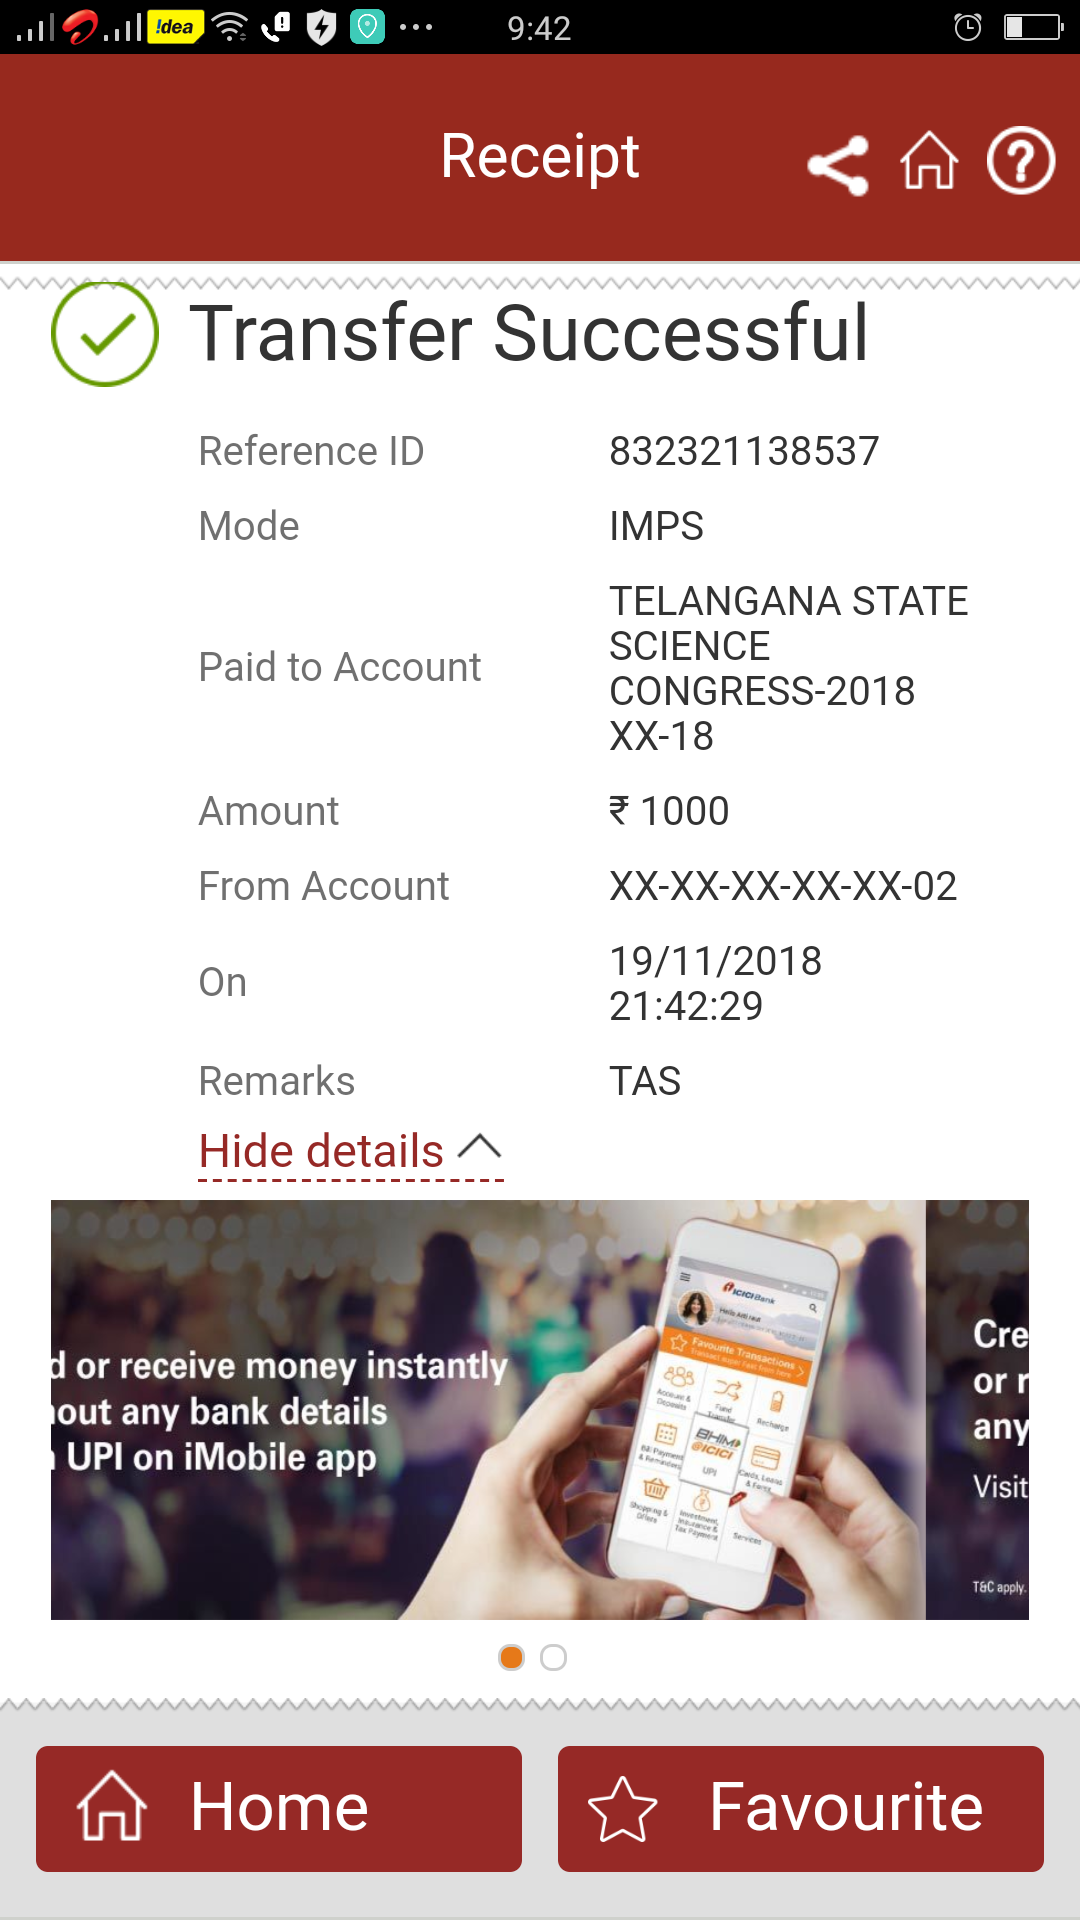 !dea
9:42
Receipt
Transfer Successful
Reference ID 832321138537
Mode IMPS
Paid to Account TELANGANA STATE
SCIENCE
CONGRESS-2018
XX-18
Amount ₹ 1000
From Account XX-XX-XX-XX-XX-02
On 19/11/2018
21:42:29
Remarks TAS
Hide details
d or receive money instantly
out any bank details
UPI on iMobile app
ICICI Bank
Favourite Transactions
Account & Deposits
Fund Transfer
Recharge
Bill Payment & Reminders
BHIM
@ICICI
UPI
Cards, Loans & Forex
Shopping & Offers
Investment, Insurance & Tax Payment
Services
Cre
or r
any
Visit
T&C apply.
Home
Favourite